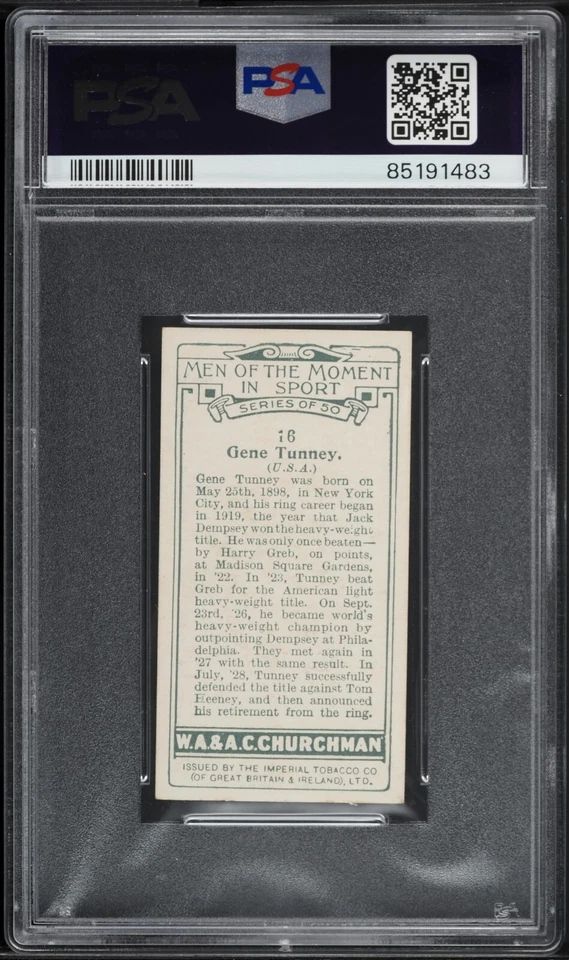 PSA
PSA
85191483
MEN OF THE MOMENT
IN SPORT
SERIES OF 50
16
Gene Tunney.
(U.S.A.)
Gene Tunney was born on
May 25th, 1898, in New York
City, and his ring career began
in 1919, the year that Jack
Dempsey won the heavy-weight
title. He was only once beaten—
by Harry Greb, on points,
at Madison Square Gardens,
in '22. In '23, Tunney beat
Greb for the American light
heavy-weight title. On Sept.
23rd, '26, he became world's
heavy-weight champion by
outpointing Dempsey at Phila-
delphia. They met again in
'27 with the same result. In
July, '28, Tunney successfully
defended the title against Tom
Heeney, and then announced
his retirement from the ring.
W.A.&A.C.CHURCHMAN
ISSUED BY THE IMPERIAL TOBACCO CO
(OF GREAT BRITAIN & IRELAND), LTD.